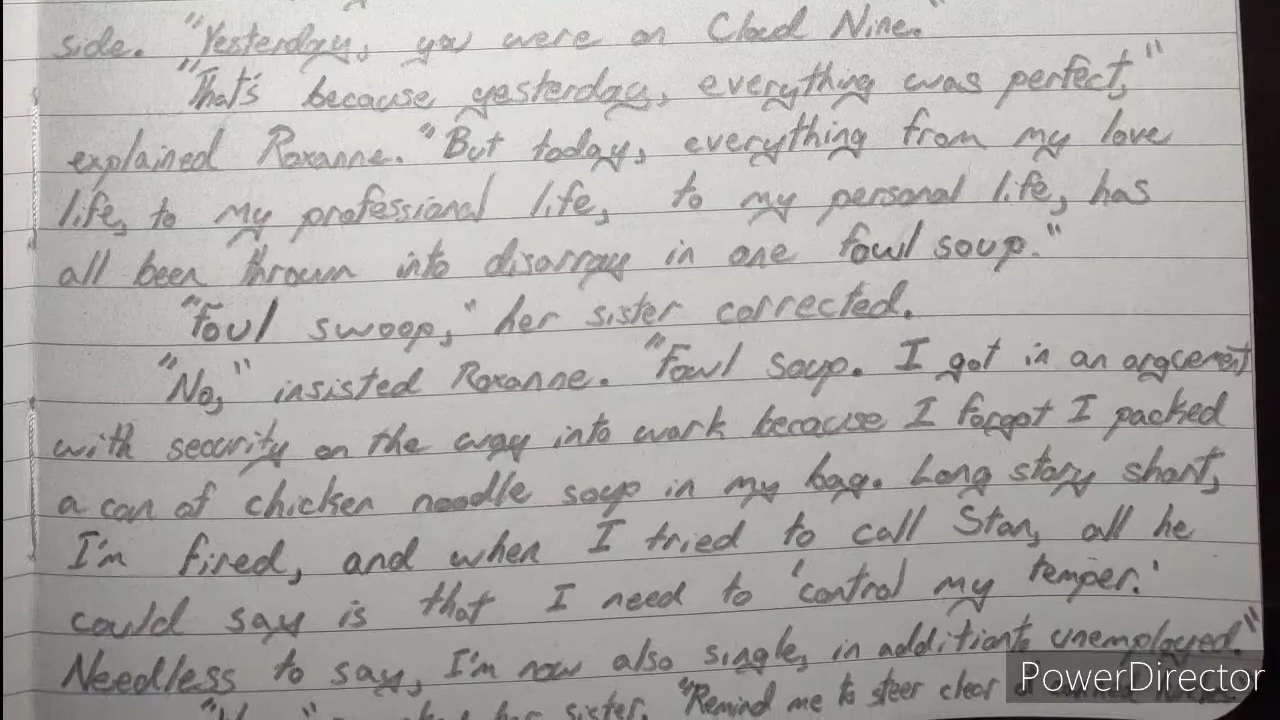 side. "Yesterday, you were on Cloud Nine."
"That's because yesterday, everything was perfect,"
explained Roxanne. "But today, everything from my love
life, to my professional life, to my personal life, has
all been thrown into disarray in one fowl soup."
"Foul swoop," her sister corrected.
"No," insisted Roxanne. "Fowl soup. I got in an argument
with security on the way into work because I forgot I packed
a can of chicken noodle soup in my bag. Long story short,
I'm fired, and when I tried to call Stan, all he
could say is that I need to 'control my temper.'
Needless to say, I'm now also single, in addition to unemployed."
her sister. "Remind me to steer clear
PowerDirector